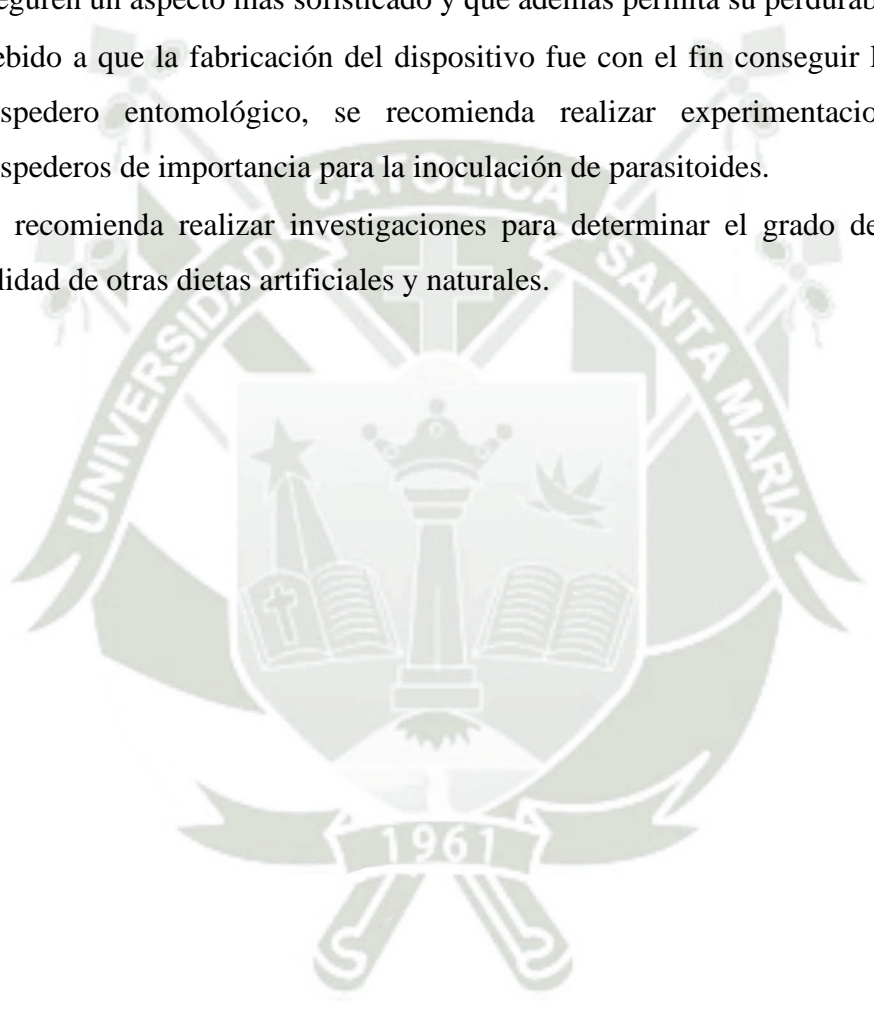 eguren un aspecto más sofisticado y que además permita su perdurab
ebido a que la fabricación del dispositivo fue con el fin conseguir
spedero entomológico, se recomienda realizar experimentacio
spederos de importancia para la inoculación de parasitoides.
recomienda realizar investigaciones para determinar el grado de
lidad de otras dietas artificiales y naturales.
UNIVERSIDAD CATOLICA SANTA MARIA
1961